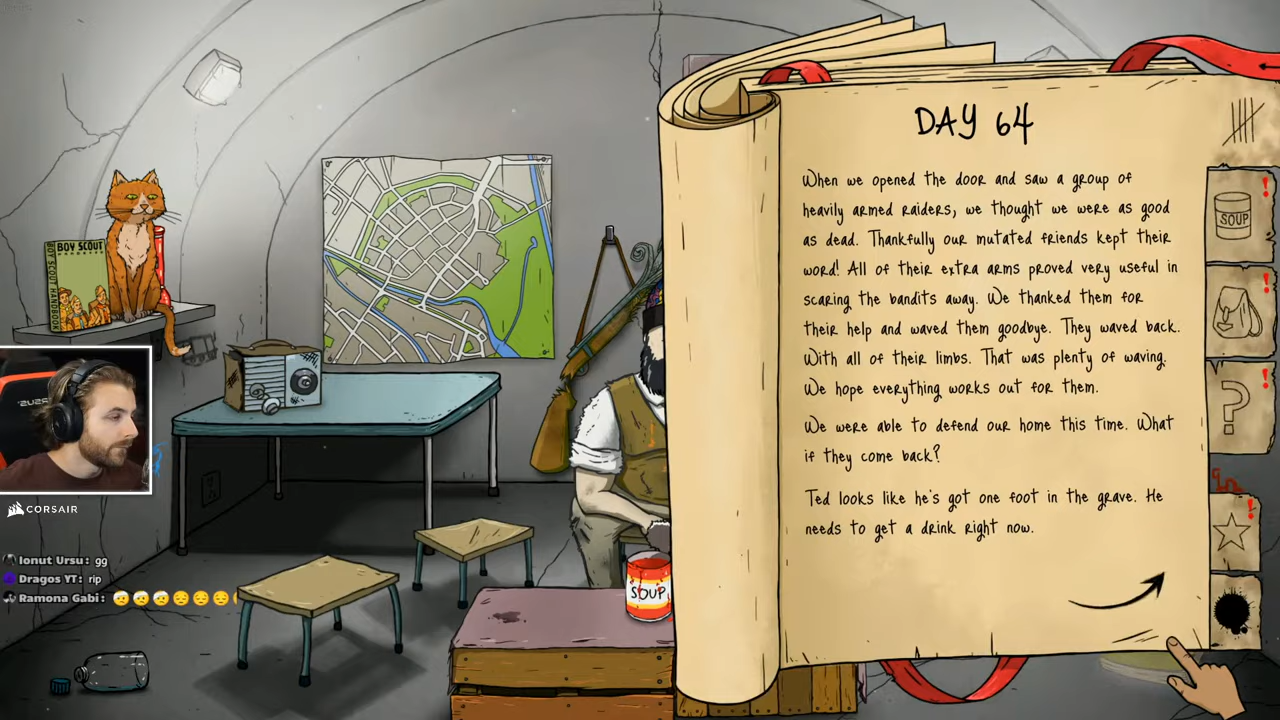 DAY 64
When we opened the door and saw a group of
heavily armed raiders, we thought we were as good
as dead. Thankfully our mutated friends kept their
word! All of their extra arms proved very useful in
scaring the bandits away. We thanked them for
their help and waved them goodbye. They waved back.
With all of their limbs. That was plenty of waving.
We hope everything works out for them.
We were able to defend our home this time. What
if they come back?
Ted looks like he's got one foot in the grave. He
needs to get a drink right now.
SOUP
BOY SCOUT
BOY SCOUT HANDBOOK
SOUP
CORSAIR
Ionut Ursu: gg
Dragos YT: rip
Ramona Gabi: